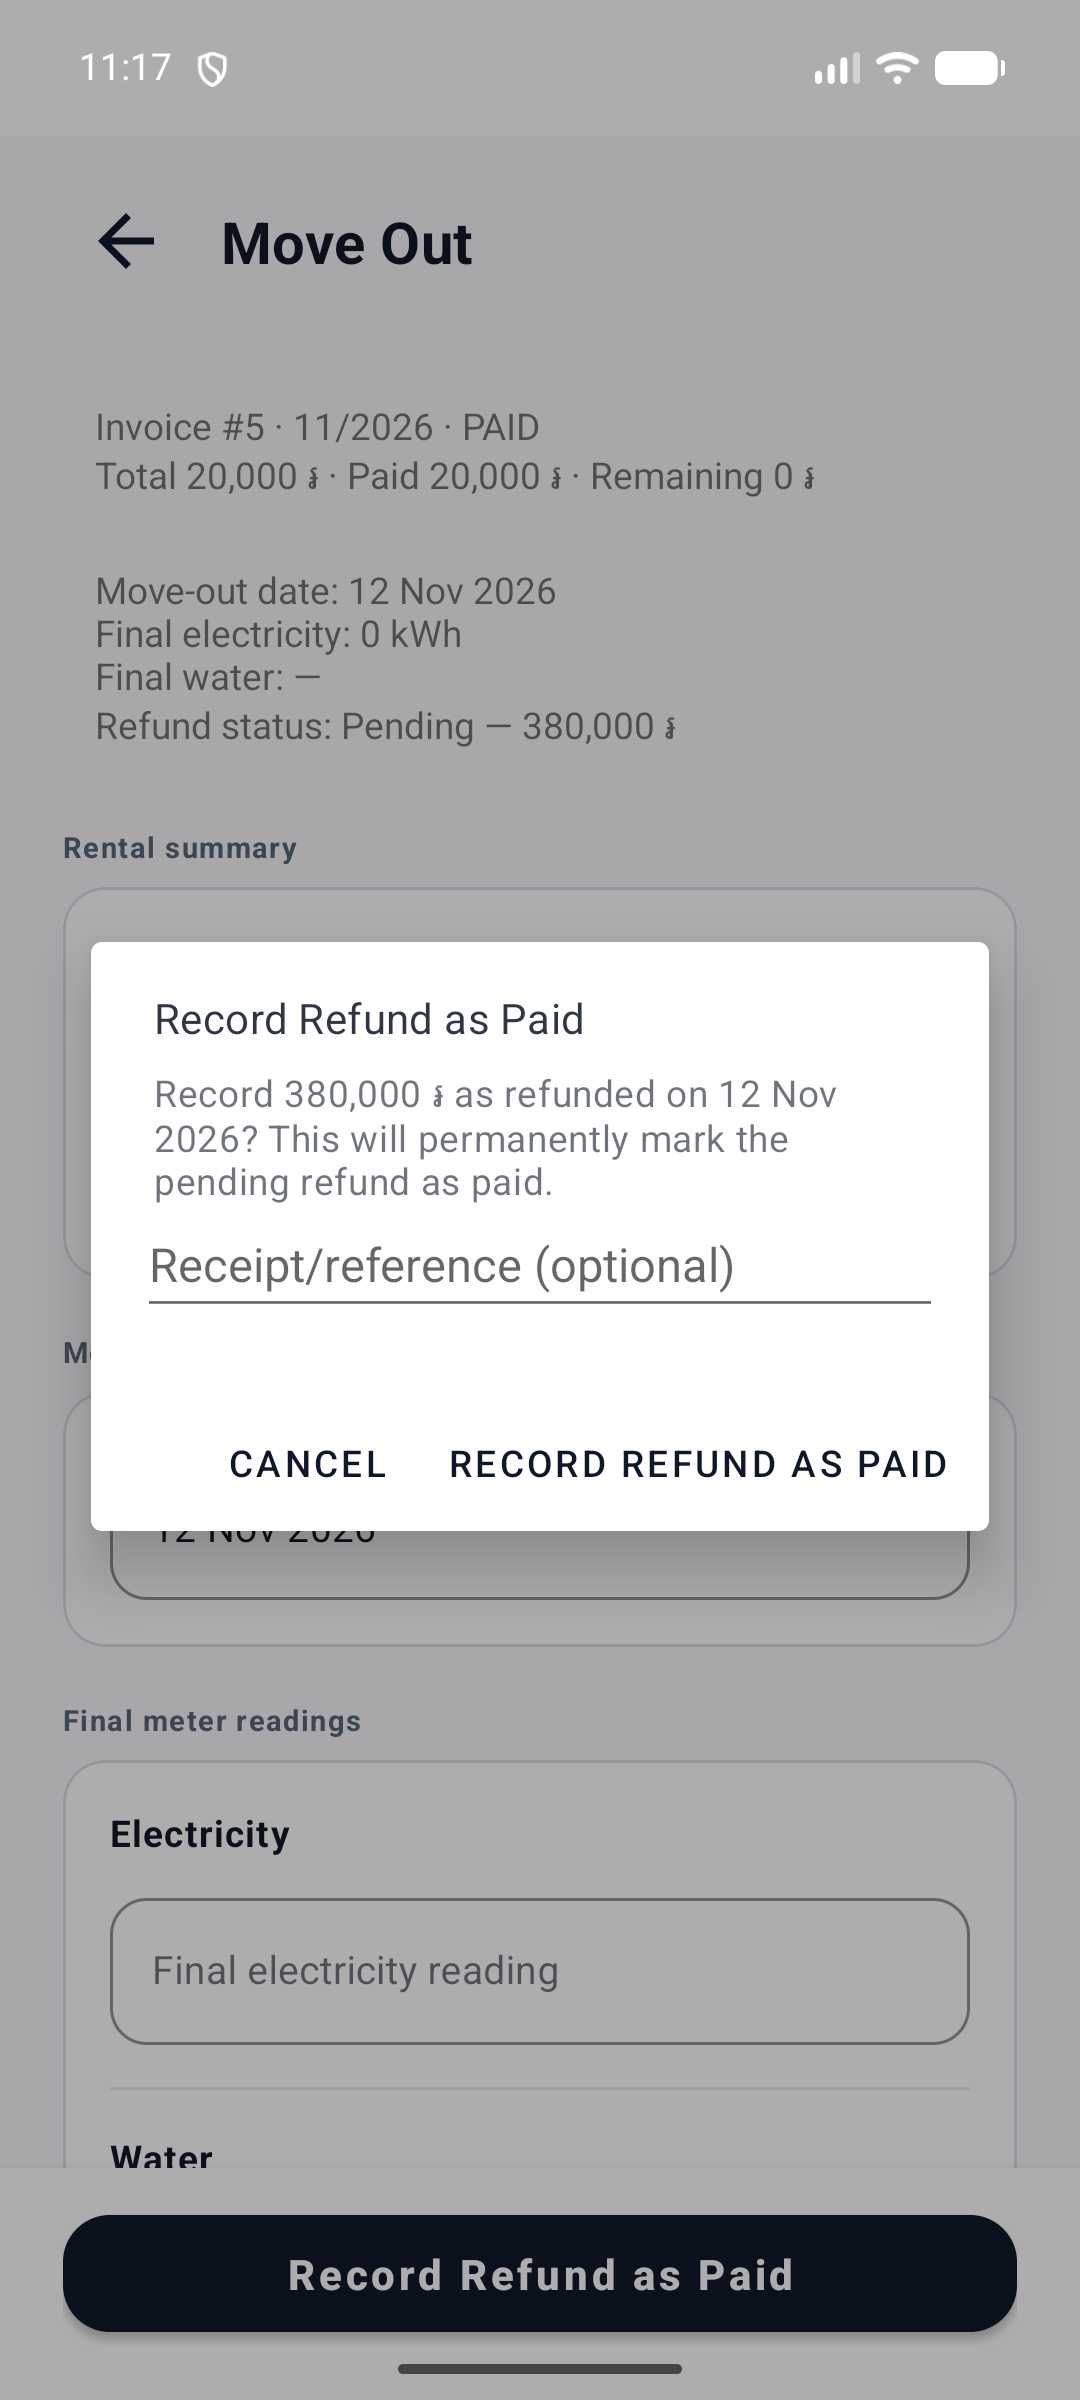 11:17
Move Out
Invoice #5 · 11/2026 · PAID
Total 20,000 ៛ · Paid 20,000 ៛ · Remaining 0 ៛
Move-out date: 12 Nov 2026
Final electricity: 0 kWh
Final water: —
Refund status: Pending — 380,000 ៛
Rental summary
Record Refund as Paid
Record 380,000 ៛ as refunded on 12 Nov
2026? This will permanently mark the
pending refund as paid.
Receipt/reference (optional)
CANCEL RECORD REFUND AS PAID
12 Nov 2026
Final meter readings
Electricity
Final electricity reading
Water
Record Refund as Paid